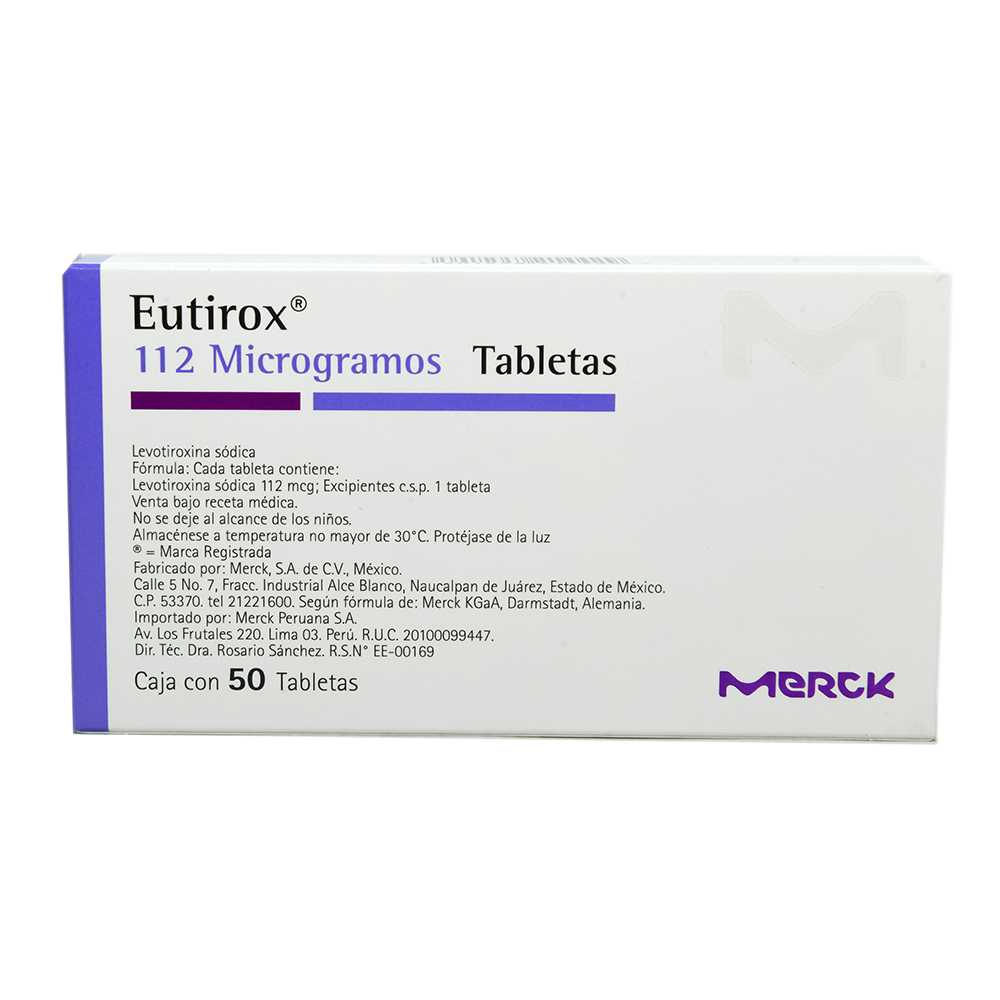 Eutirox®
112 Microgramos Tabletas
Levotiroxina sódica
Fórmula: Cada tableta contiene:
Levotiroxina sódica 112 mcg; Excipientes c.s.p. 1 tableta
Venta bajo receta médica.
No se deje al alcance de los niños.
Almacénese a temperatura no mayor de 30°C. Protéjase de la luz
® = Marca Registrada
Fabricado por: Merck, S.A. de C.V., México.
Calle 5 No. 7, Fracc. Industrial Alce Blanco, Naucalpan de Juárez, Estado de México.
C.P. 53370. tel 21221600. Según fórmula de: Merck KGaA, Darmstadt, Alemania.
Importado por: Merck Peruana S.A.
Av. Los Frutales 220. Lima 03. Perú. R.U.C. 20100099447.
Dir. Téc. Dra. Rosario Sánchez. R.S.N° EE-00169
Caja con 50 Tabletas
MERCK
M